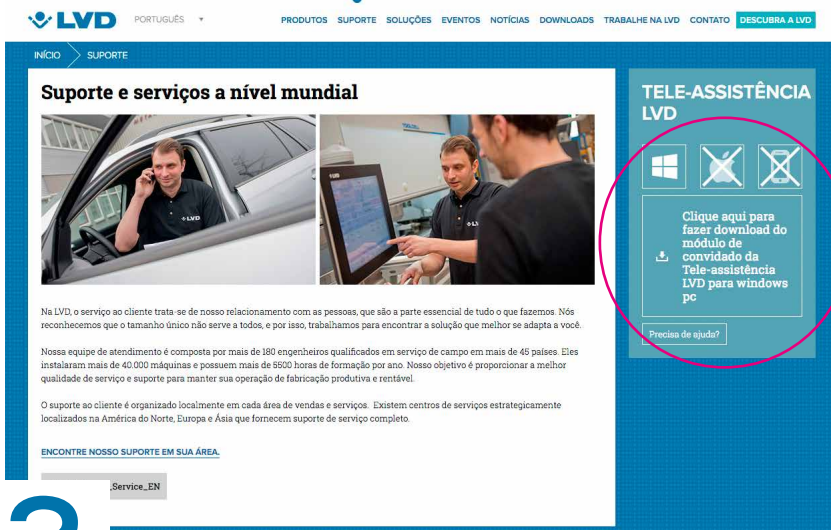 LVD
PORTUGUÊS
PRODUTOS SUPORTE SOLUÇÕES EVENTOS NOTÍCIAS DOWNLOADS TRABALHE NA LVD CONTATO DESCUBRA A LVD
INÍCIO SUPORTE
Suporte e serviços a nível mundial
Na LVD, o serviço ao cliente trata-se de nosso relacionamento com as pessoas, que são a parte essencial de tudo o que fazemos. Nós
reconhecemos que o tamanho único não serve a todos, e por isso, trabalhamos para encontrar a solução que melhor se adapta a você.
Nossa equipe de atendimento é composta por mais de 180 engenheiros qualificados em serviço de campo em mais de 45 países. Eles
instalaram mais de 40.000 máquinas e possuem mais de 5500 horas de formação por ano. Nosso objetivo é proporcionar a melhor
qualidade de serviço e suporte para manter sua operação de fabricação produtiva e rentável.
O suporte ao cliente é organizado localmente em cada área de vendas e serviços. Existem centros de serviços estrategicamente
localizados na América do Norte, Europa e Ásia que fornecem suporte de serviço completo.
ENCONTRE NOSSO SUPORTE EM SUA ÁREA.
_Service_EN
TELE-ASSISTÊNCIA
LVD
Clique aqui para
fazer download do
módulo de
convidado da
Tele-assistência
LVD para windows
pc
Precisa de ajuda?